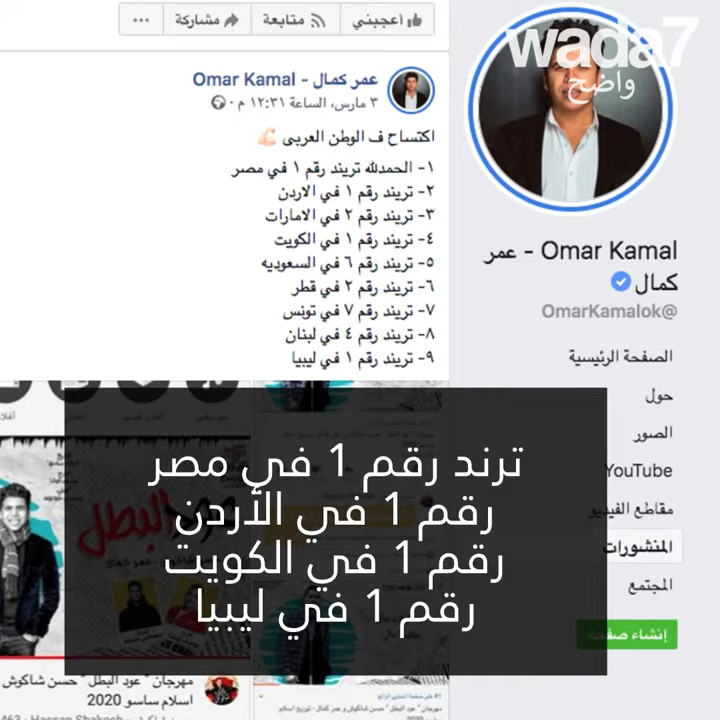 أعجبني
متابعة
مشاركة
wada7
واضح
Omar Kamal - عمر كمال
٣ مارس، الساعة ١٢:٣١ م
اكتساح ف الوطن العربى 💪🏻
١- الحمدلله تريند رقم ١ في مصر
٢- تريند رقم ١ في الاردن
٣- تريند رقم ٢ في الامارات
٤- تريند رقم ١ في الكويت
٥- تريند رقم ٦ في السعوديه
٦- تريند رقم ٢ في قطر
٧- تريند رقم ٧ في تونس
٨- تريند رقم ٤ في لبنان
٩- تريند رقم ١ في ليبيا
Omar Kamal - عمر
كمال
@OmarKamalok
الصفحة الرئيسية
حول
الصور
YouTube
مقاطع الفيديو
المنشورات
المجتمع
إنشاء صفحة
ترند رقم 1 في مصر
رقم 1 في الأردن
رقم 1 في الكويت
رقم 1 في ليبيا
مهرجان " عود البطل " حسن شاكوش
اسلام ساسو 2020